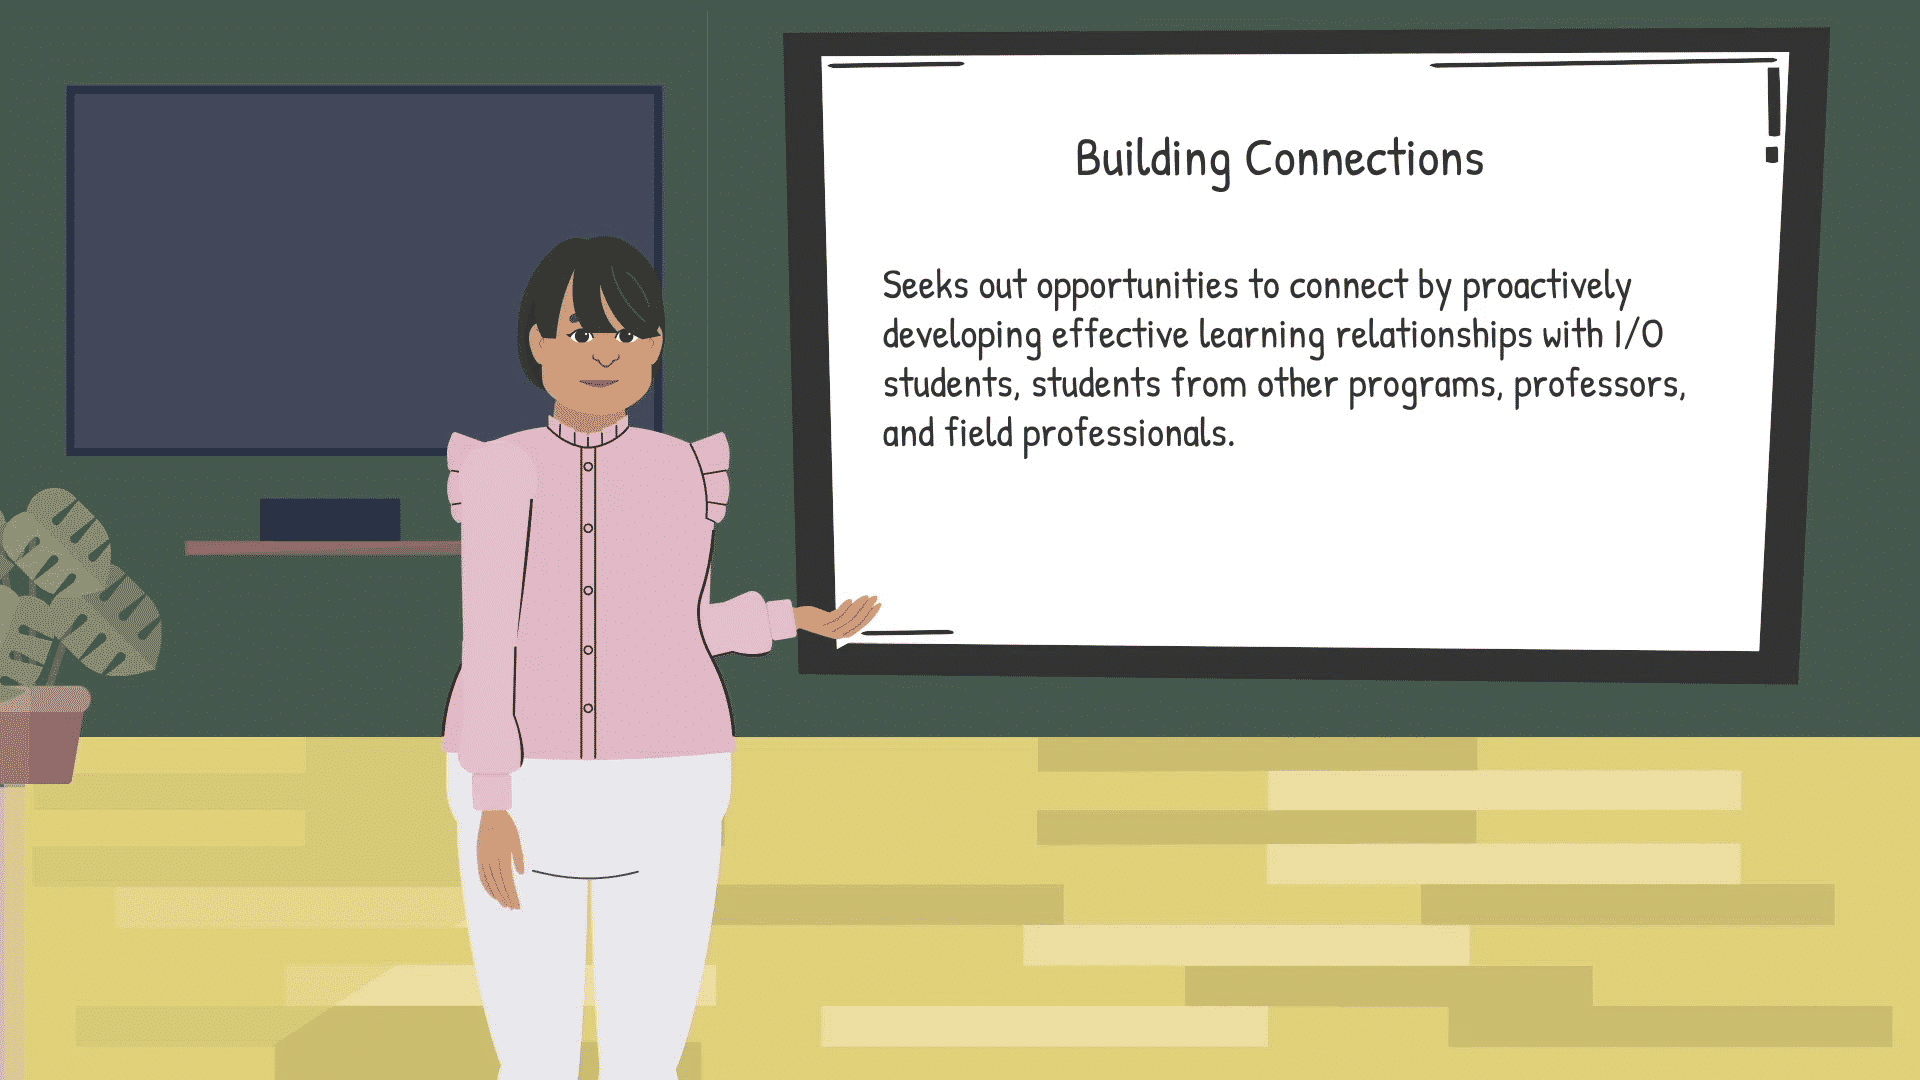 Building Connections
Seeks out opportunities to connect by proactively
developing effective learning relationships with I/O
students, students from other programs, professors,
and field professionals.